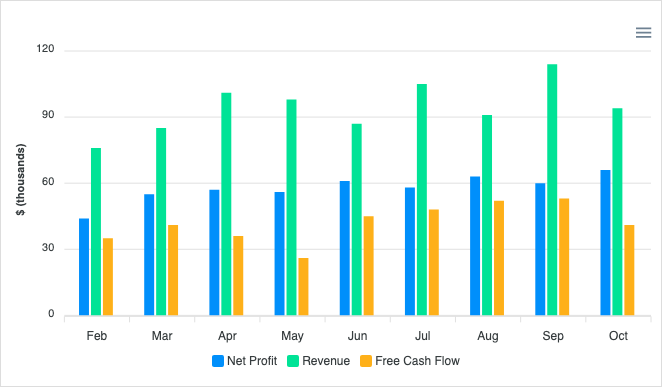 120
90
60
30
0
$ (thousands)
Feb Mar Apr May Jun Jul Aug Sep Oct
Net Profit Revenue Free Cash Flow